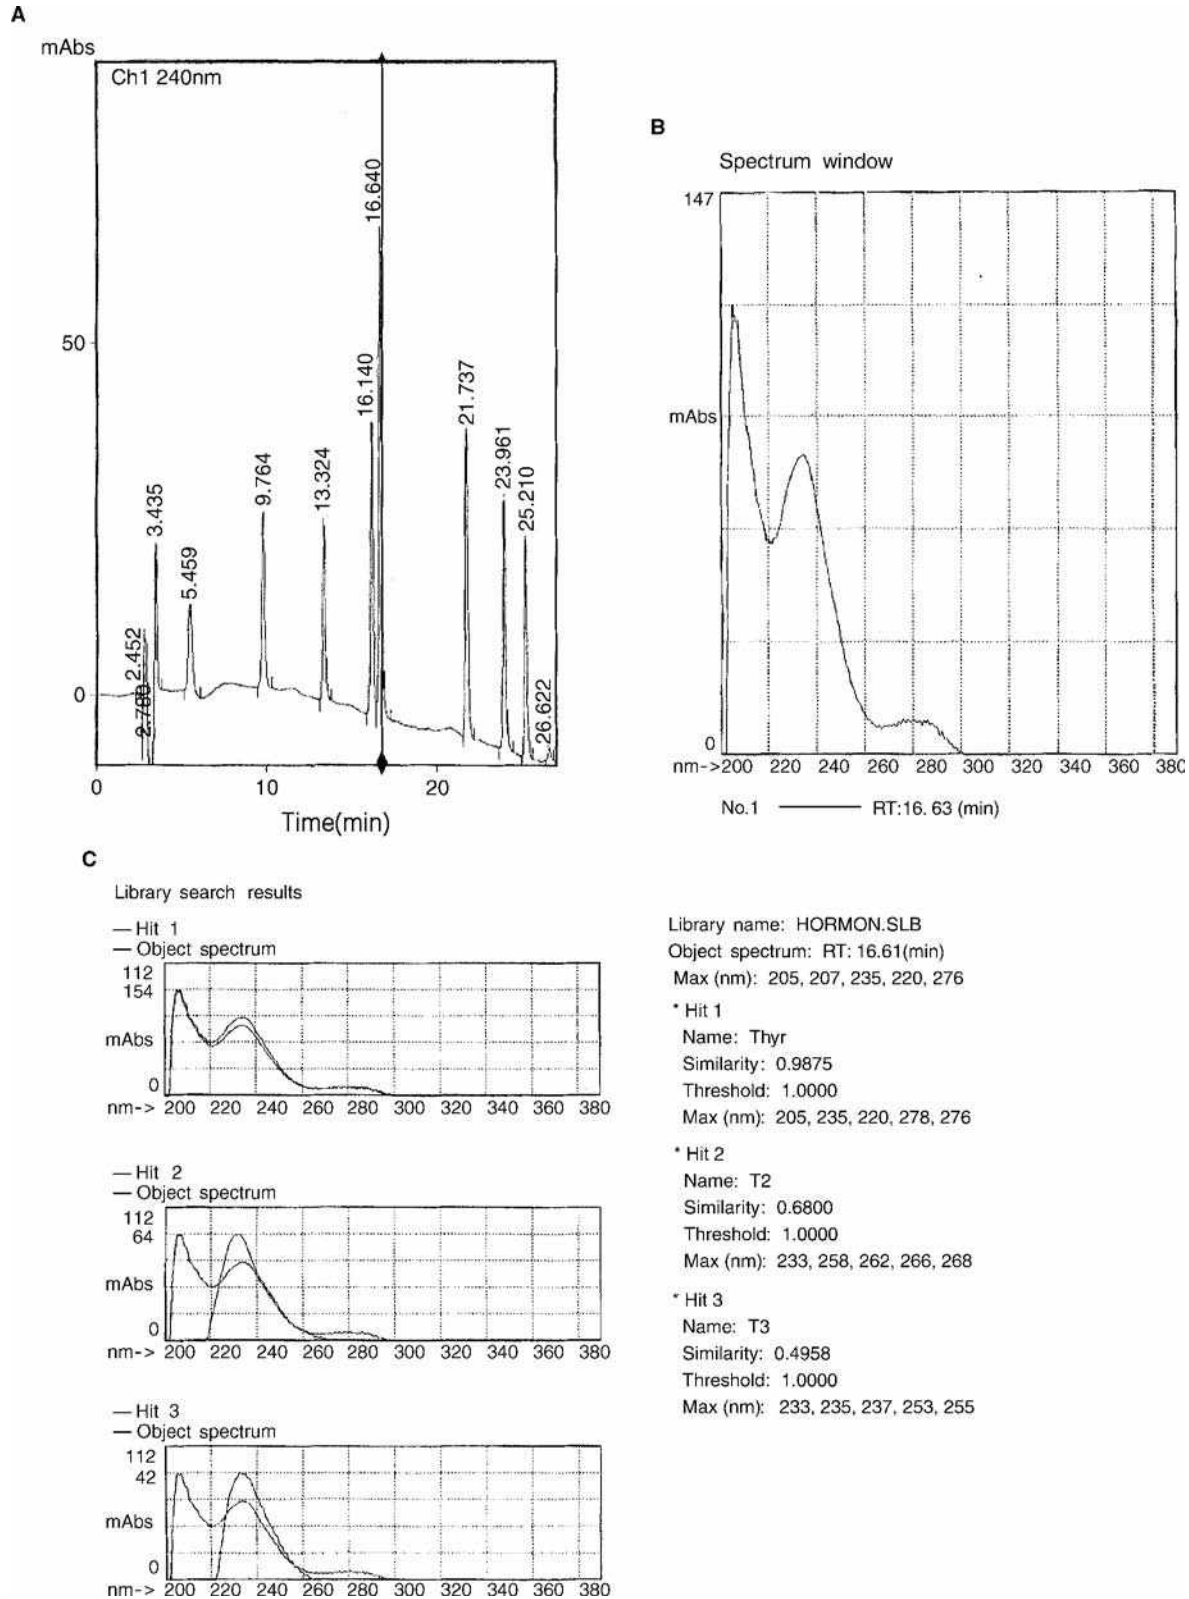 A
mAbs
Ch1 240nm
50
0
2.452
3.435
5.459
9.764
13.324
16.140
16.640
21.737
23.961
25.210
26.622
0 10 20
Time(min)
B
Spectrum window
147
mAbs
0
nm-> 200 220 240 260 280 300 320 340 360 380
No.1 RT:16. 63 (min)
C
Library search results
Hit 1
Object spectrum
112
154
mAbs
0
nm-> 200 220 240 260 280 300 320 340 360 380
Hit 2
Object spectrum
112
64
mAbs
0
nm-> 200 220 240 260 280 300 320 340 360 380
Hit 3
Object spectrum
112
42
mAbs
0
nm-> 200 220 240 260 280 300 320 340 360 380
Library name: HORMON.SLB
Object spectrum: RT: 16.61(min)
Max (nm): 205, 207, 235, 220, 276
* Hit 1
Name: Thyr
Similarity: 0.9875
Threshold: 1.0000
Max (nm): 205, 235, 220, 278, 276
* Hit 2
Name: T2
Similarity: 0.6800
Threshold: 1.0000
Max (nm): 233, 258, 262, 266, 268
* Hit 3
Name: T3
Similarity: 0.4958
Threshold: 1.0000
Max (nm): 233, 235, 237, 253, 255